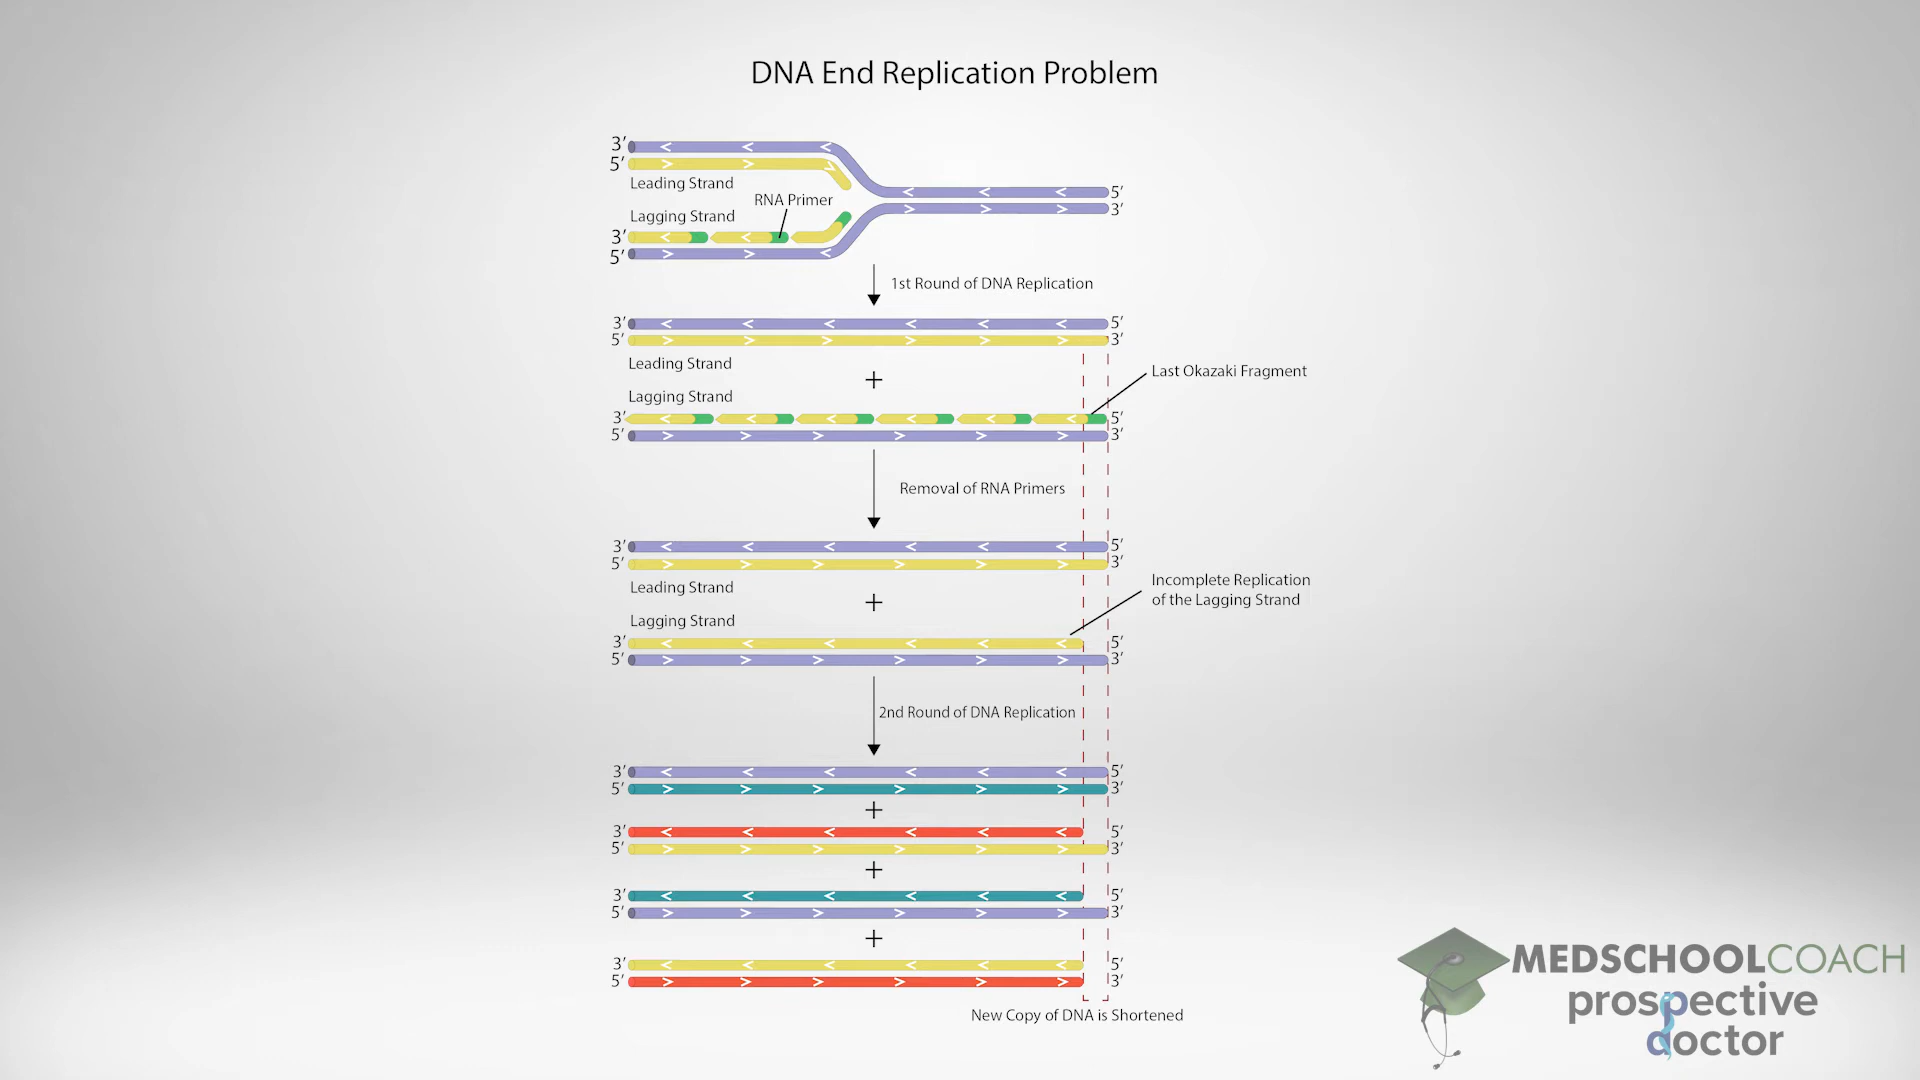 DNA End Replication Problem
3’
5’
Leading Strand
RNA Primer
Lagging Strand
3’
5’
5’
3’
1st Round of DNA Replication
3’ 5’
5’ 3’
Leading Strand
+
Last Okazaki Fragment
Lagging Strand
3’ 5’
5’ 3’
Removal of RNA Primers
3’ 5’
5’ 3’
Leading Strand
+
Incomplete Replication
of the Lagging Strand
Lagging Strand
3’ 5’
5’ 3’
2nd Round of DNA Replication
3’ 5’
5’ 3’
+
3’ 5’
5’ 3’
+
3’ 5’
5’ 3’
+
3’ 5’
5’ 3’
New Copy of DNA is Shortened
MEDSCHOOLCOACH
prospective
doctor